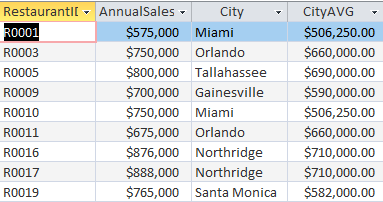 RestaurantID AnnualSales City CityAVG
R0001 $575,000 Miami $506,250.00
R0003 $750,000 Orlando $660,000.00
R0005 $800,000 Tallahassee $690,000.00
R0009 $700,000 Gainesville $590,000.00
R0010 $750,000 Miami $506,250.00
R0011 $675,000 Orlando $660,000.00
R0016 $876,000 Northridge $710,000.00
R0017 $888,000 Northridge $710,000.00
R0019 $765,000 Santa Monica $582,000.00